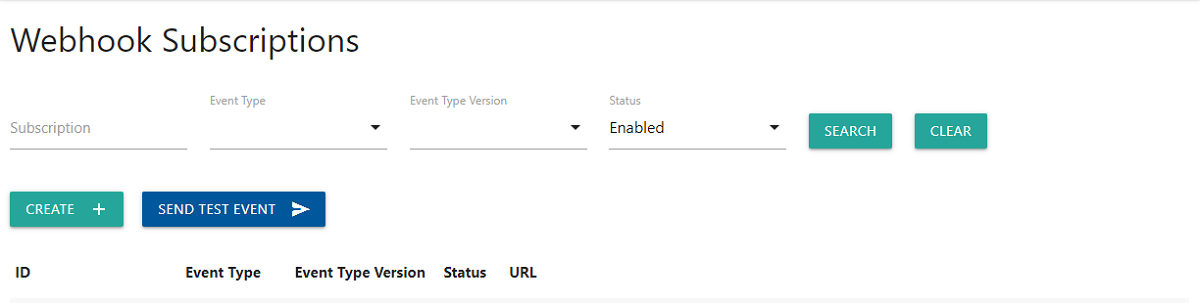 Webhook Subscriptions
Event Type Event Type Version Status
Subscription Enabled SEARCH CLEAR
CREATE SEND TEST EVENT
ID Event Type Event Type Version Status URL